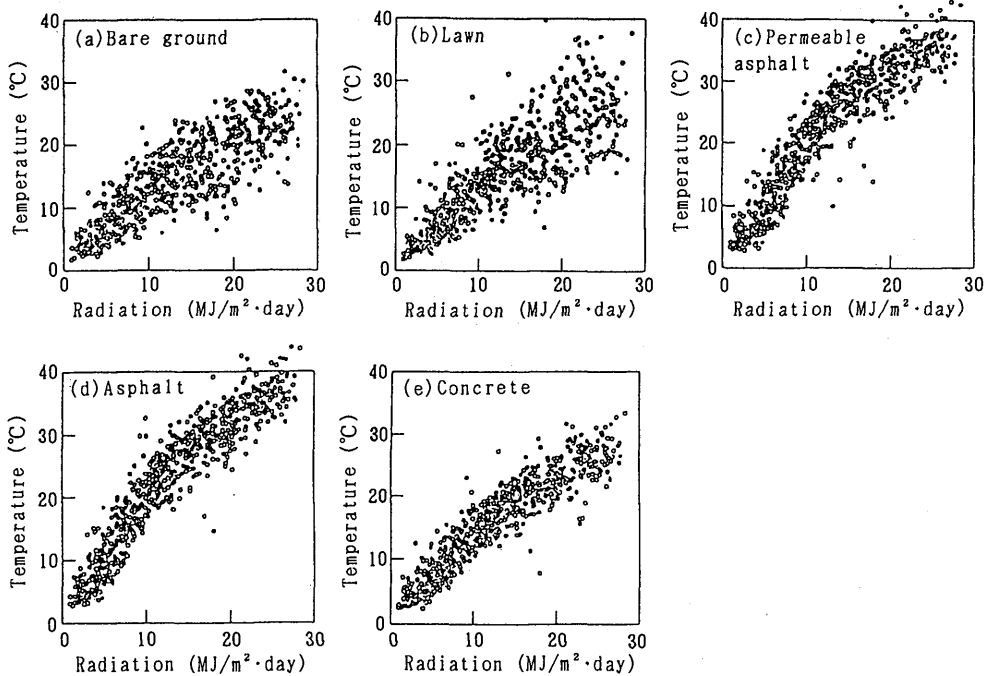 (a)Bare ground
Temperature (°C)
40
30
20
10
0
0 10 20 30
Radiation (MJ/m²·day)
(b)Lawn
Temperature (°C)
40
30
20
10
0
0 10 20 30
Radiation (MJ/m²·day)
(c)Permeable
asphalt
Temperature (°C)
40
30
20
10
0
0 10 20 30
Radiation (MJ/m²·day)
(d)Asphalt
Temperature (°C)
40
30
20
10
0
0 10 20 30
Radiation (MJ/m²·day)
(e)Concrete
Temperature (°C)
40
30
20
10
0
0 10 20 30
Radiation (MJ/m²·day)